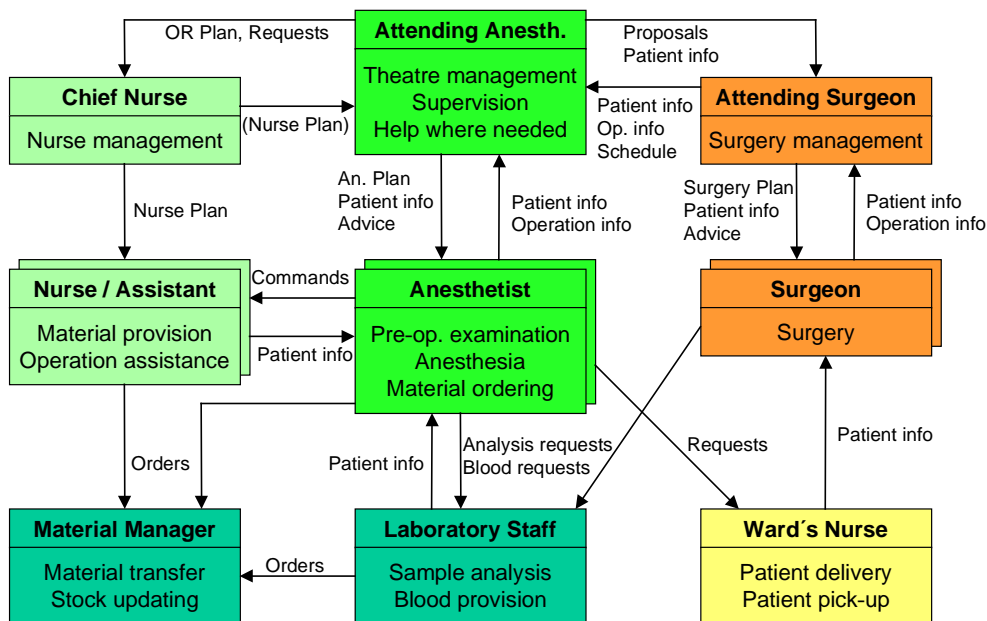 OR Plan, Requests
Attending Anesth.
Theatre management
Supervision
Help where needed
Proposals
Patient info
Chief Nurse
Nurse management
(Nurse Plan)
Patient info
Op. info
Schedule
Attending Surgeon
Surgery management
Nurse Plan
An. Plan
Patient info
Advice
Patient info
Operation info
Surgery Plan
Patient info
Advice
Patient info
Operation info
Nurse / Assistant
Material provision
Operation assistance
Commands
Patient info
Anesthetist
Pre-op. examination
Anesthesia
Material ordering
Surgeon
Surgery
Orders
Patient info
Analysis requests
Blood requests
Requests
Patient info
Material Manager
Material transfer
Stock updating
Orders
Laboratory Staff
Sample analysis
Blood provision
Ward´s Nurse
Patient delivery
Patient pick-up